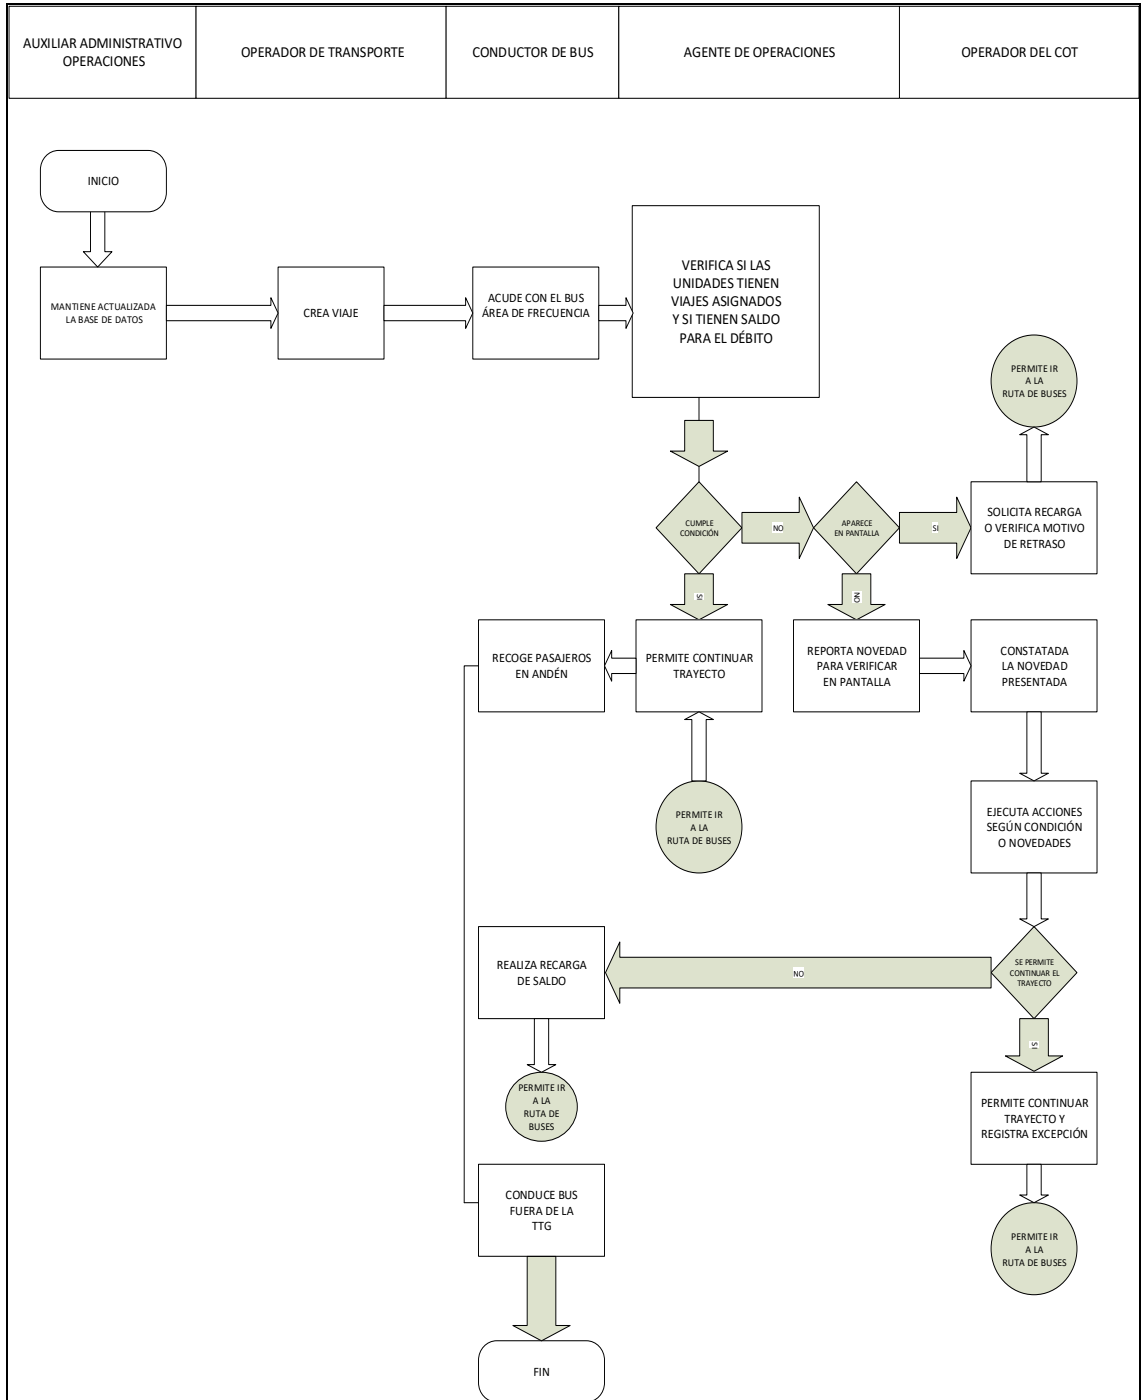 AUXILIAR ADMINISTRATIVO
OPERACIONES
OPERADOR DE TRANSPORTE
CONDUCTOR DE BUS
AGENTE DE OPERACIONES
OPERADOR DEL COT
INICIO
MANTIENE ACTUALIZADA
LA BASE DE DATOS
CREA VIAJE
ACUDE CON EL BUS
ÁREA DE FRECUENCIA
VERIFICA SI LAS
UNIDADES TIENEN
VIAJES ASIGNADOS
Y SI TIENEN SALDO
PARA EL DÉBITO
PERMITE IR
A LA
RUTA DE BUSES
CUMPLE
CONDICIÓN
NO
APARECE
EN PANTALLA
SI
SOLICITA RECARGA
O VERIFICA MOTIVO
DE RETRASO
SI
NO
RECOGE PASAJEROS
EN ANDÉN
PERMITE CONTINUAR
TRAYECTO
REPORTA NOVEDAD
PARA VERIFICAR
EN PANTALLA
CONSTATADA
LA NOVEDAD
PRESENTADA
PERMITE IR
A LA
RUTA DE BUSES
EJECUTA ACCIONES
SEGÚN CONDICIÓN
O NOVEDADES
REALIZA RECARGA
DE SALDO
NO
SE PERMITE
CONTINUAR EL
TRAYECTO
SI
PERMITE IR
A LA
RUTA DE
BUSES
PERMITE CONTINUAR
TRAYECTO Y
REGISTRA EXCEPCIÓN
CONDUCE BUS
FUERA DE LA
TTG
PERMITE IR
A LA
RUTA DE BUSES
FIN